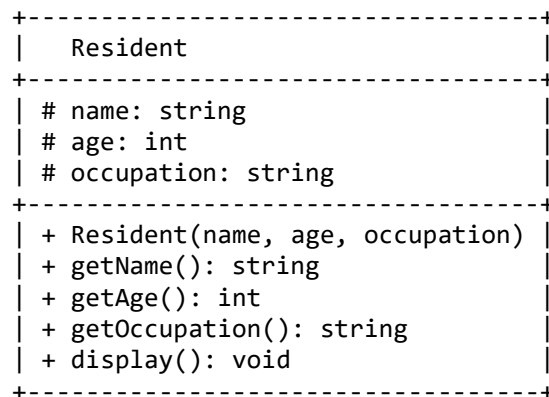 +----------------------------------+
|   Resident                       |
+----------------------------------+
| # name: string                   |
| # age: int                       |
| # occupation: string             |
+----------------------------------+
| + Resident(name, age, occupation) |
| + getName(): string              |
| + getAge(): int                  |
| + getOccupation(): string        |
| + display(): void                |
+----------------------------------+